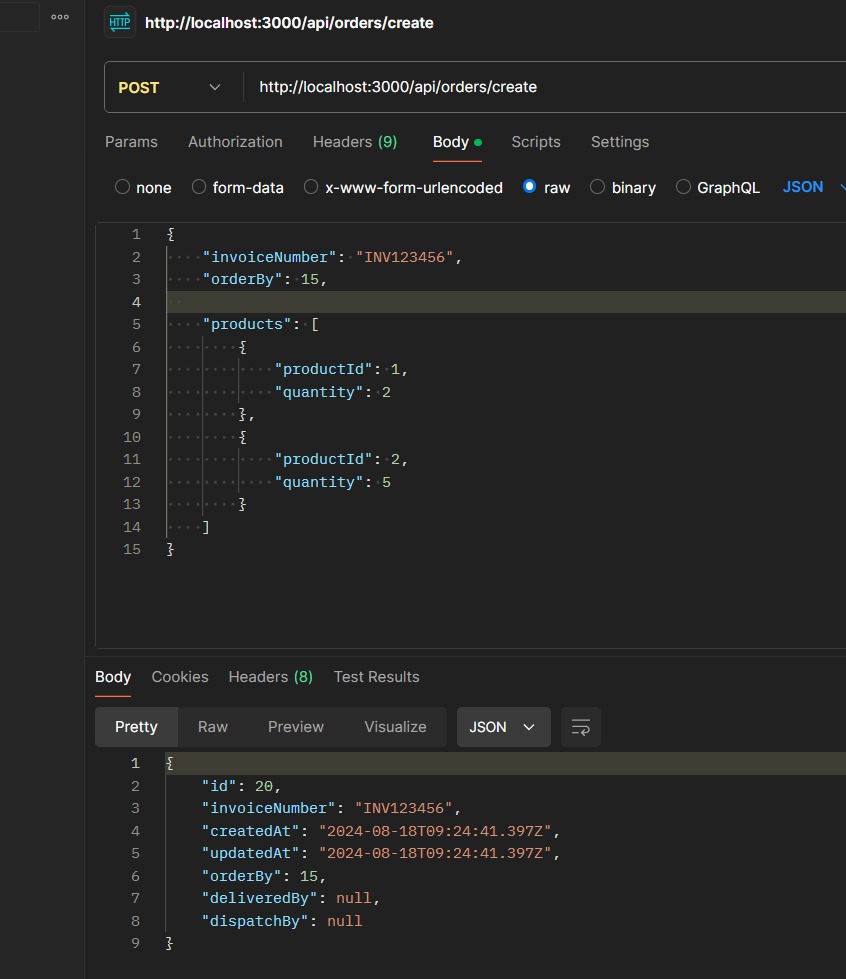 HTTP http://localhost:3000/api/orders/create
POST http://localhost:3000/api/orders/create
Params Authorization Headers (9) Body Scripts Settings
none form-data x-www-form-urlencoded raw binary GraphQL JSON
1 {
2 "invoiceNumber": "INV123456",
3 "orderBy": 15,
4
5 "products": [
6 {
7 "productId": 1,
8 "quantity": 2
9 },
10 {
11 "productId": 2,
12 "quantity": 5
13 }
14 ]
15 }
Body Cookies Headers (8) Test Results
Pretty Raw Preview Visualize JSON
1 {
2 "id": 20,
3 "invoiceNumber": "INV123456",
4 "createdAt": "2024-08-18T09:24:41.397Z",
5 "updatedAt": "2024-08-18T09:24:41.397Z",
6 "orderBy": 15,
7 "deliveredBy": null,
8 "dispatchBy": null
9 }